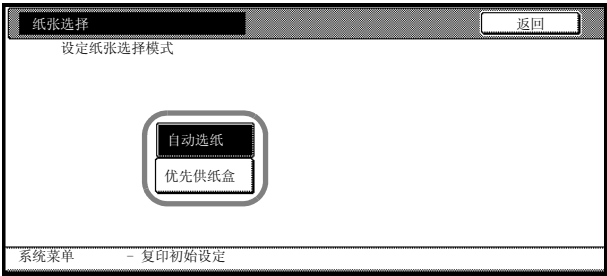 纸张选择 返回
设定纸张选择模式
自动选纸
优先供纸盒
系统菜单 - 复印初始设定